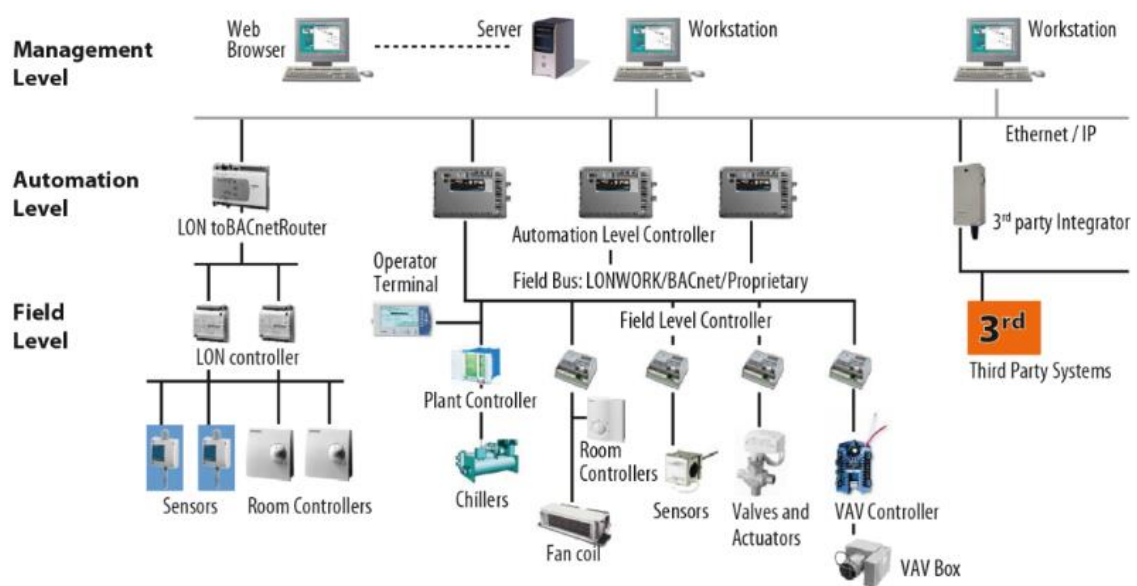 Management
Level
Web
Browser
Server
Workstation
Workstation
Ethernet / IP
Automation
Level
LON toBACnetRouter
Automation Level Controller
3rd party Integrator
Operator
Terminal
Field Bus: LONWORK/BACnet/Proprietary
Field
Level
LON controller
Field Level Controller
3rd
Third Party Systems
Plant Controller
Room
Controllers
Sensors
Room Controllers
Chillers
Fan coil
Sensors
Valves and
Actuators
VAV Controller
VAV Box